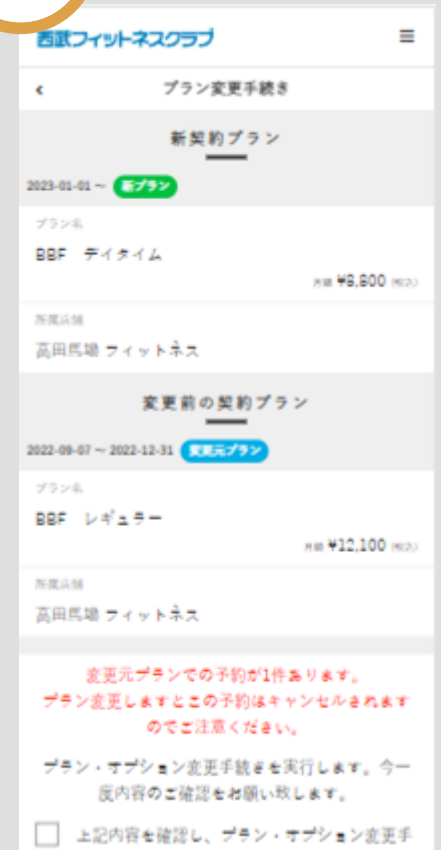 西武フィットネスクラブ
プラン変更手続き
新契約プラン
2023-01-01 ~ 新プラン
プラン名
BBF デイタイム
月額 ¥8,800 (税込)
所属店舗
高田馬場 フィットネス
変更前の契約プラン
2022-09-07 ~ 2022-12-31 変更元プラン
プラン名
BBF レギュラー
月額 ¥12,100 (税込)
所属店舗
高田馬場 フィットネス
変更元プランでの予約が1件あります。
プラン変更しますとこの予約はキャンセルされます
のでご注意ください。
プラン・オプション変更手続きを実行します。今一
度内容のご確認をお願い致します。
上記内容を確認し、プラン・オプション変更手